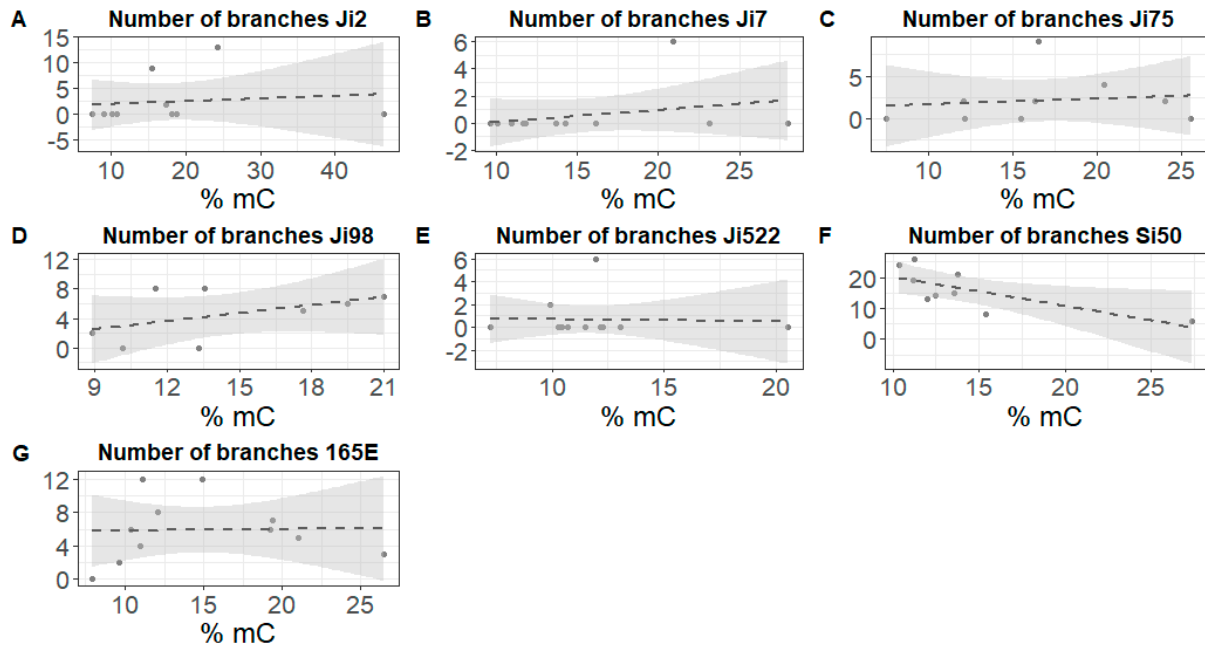 A Number of branches Ji2
15
10
5
0
-5
10 20 30 40
% mC
B Number of branches Ji7
6
4
2
0
-2
10 15 20 25
% mC
C Number of branches Ji75
5
0
10 15 20 25
% mC
D Number of branches Ji98
12
8
4
0
9 12 15 18 21
% mC
E Number of branches Ji522
6
4
2
0
-2
10 15 20
% mC
F Number of branches Si50
20
10
0
10 15 20 25
% mC
G Number of branches 165E
12
8
4
0
10 15 20 25
% mC